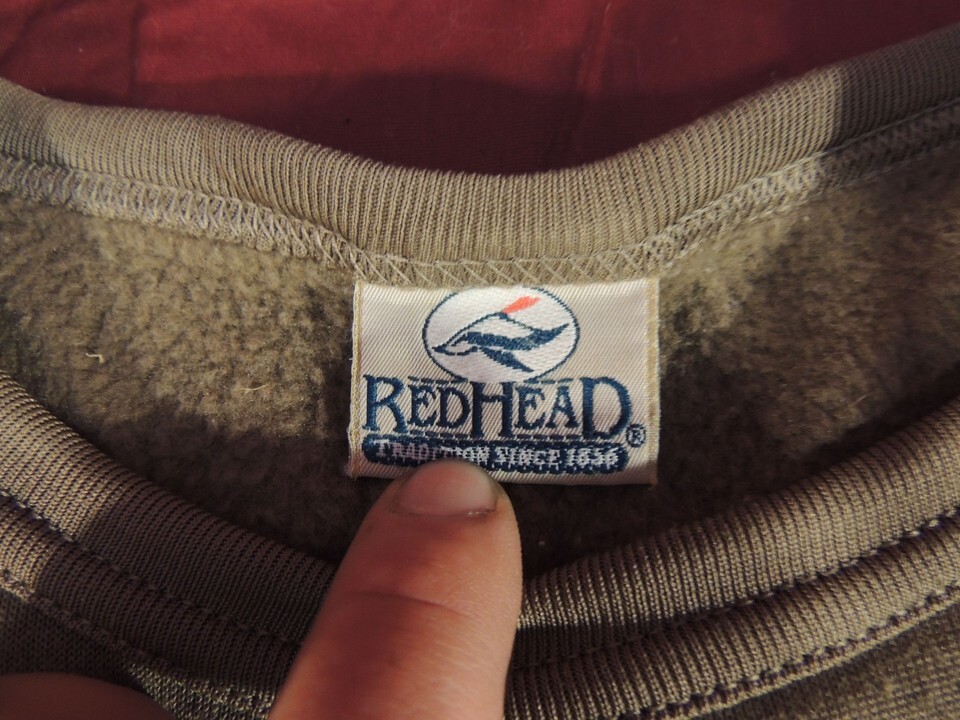 REDHEAD®
TRADITION SINCE 1856